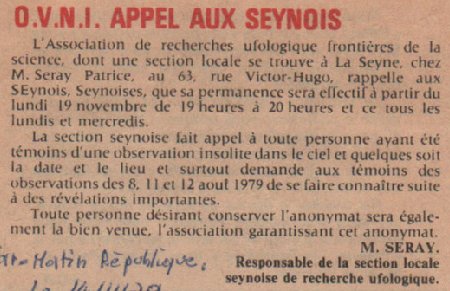 O.V.N.I. APPEL AUX SEYNOIS
L'Association de recherches ufologique frontières de la
science, dont une section locale se trouve à La Seyne, chez
M. Seray Patrice, au 63, rue Victor-Hugo, rappelle aux
SEynois, Seynoises, que sa permanence sera effectif à partir du
lundi 19 novembre de 19 heures à 20 heures et ce tous les
lundis et mercredis.
La section seynoise fait appel à toute personne ayant été
témoins d'une observation insolite dans le ciel et quelques soit
la date et le lieu et surtout demande aux témoins des
observations des 8, 11 et 12 aout 1979 de se faire connaître suite
à des révélations importantes.
Toute personne désirant conserver l'anonymat sera égale-
ment la bien venue, l'association garantissant cet anonymat.
M. SERAY.
Responsable de la section locale
seynoise de recherche ufologique.
Matin République.